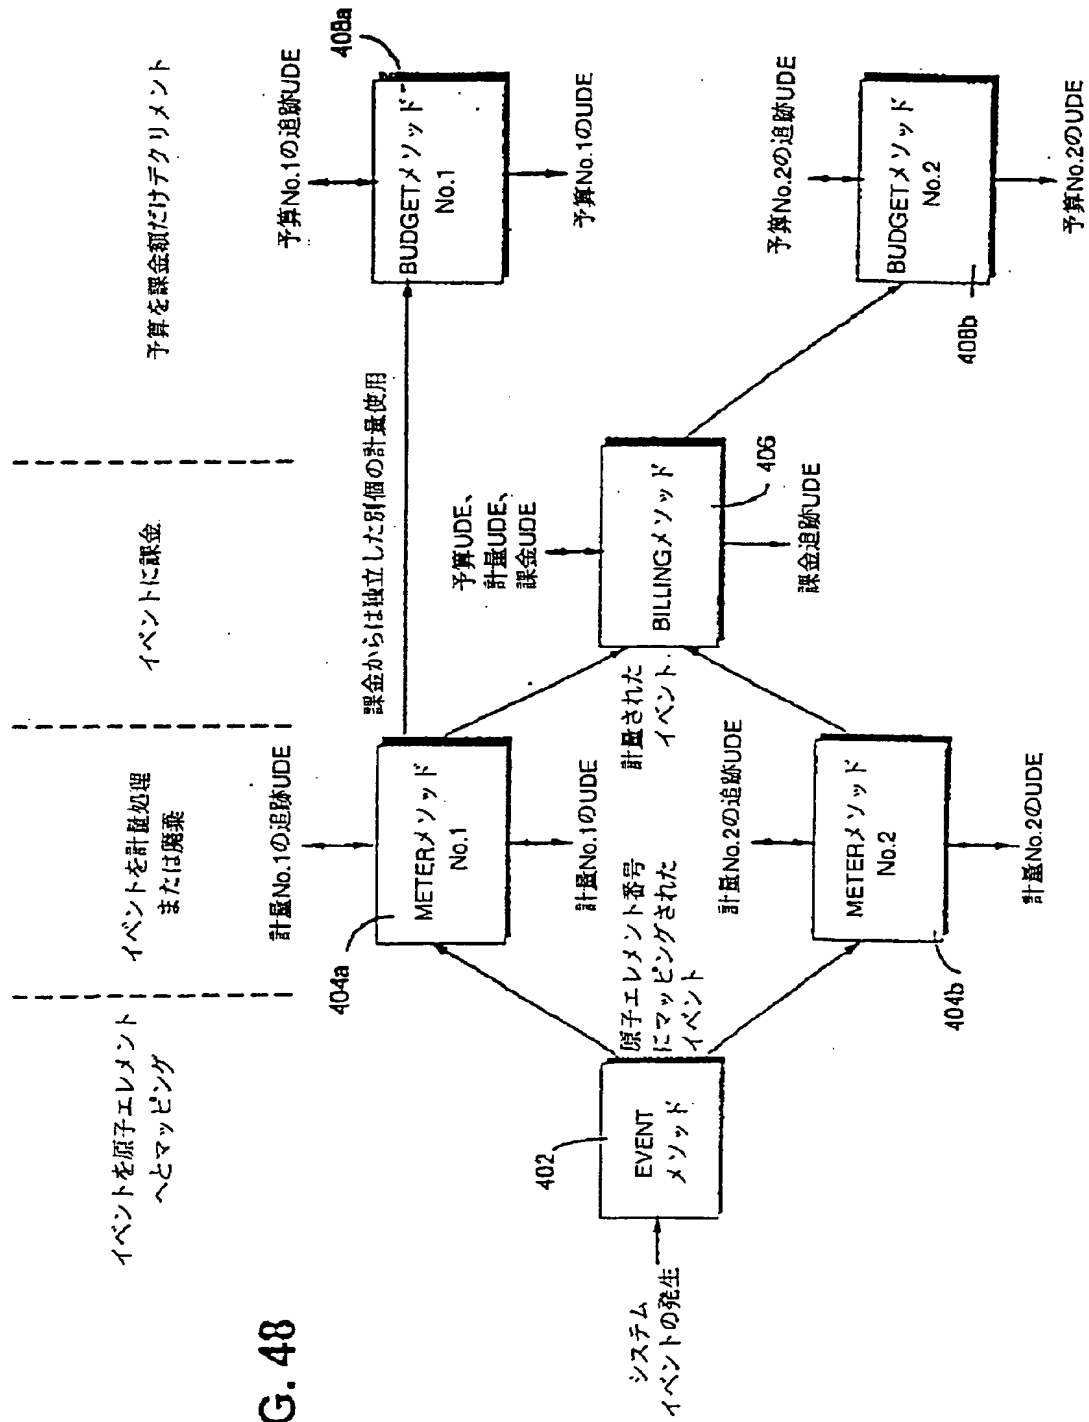 イベントを原子エレメント
へとマッピング
イベントを計量処理
または廃棄
イベントに課金
予算を課金額だけデクリメント
計量No.1の追跡UDE
予算No.1の追跡UDE
404a
METERメソッド
No.1
計量No.1のUDE
課金からは独立した別個の計量使用
408a
BUDGETメソッド
No.1
予算No.1のUDE
システム
イベントの発生
402
EVENT
メソッド
原子エレメント番号
にマッピングされた
イベント
計量された
イベント
予算UDE、
計量UDE、
課金UDE
BILLINGメソッド
406
課金追跡UDE
計量No.2の追跡UDE
METERメソッド
No.2
404b
計量No.2のUDE
予算No.2の追跡UDE
BUDGETメソッド
No.2
408b
予算No.2のUDE
G. 48